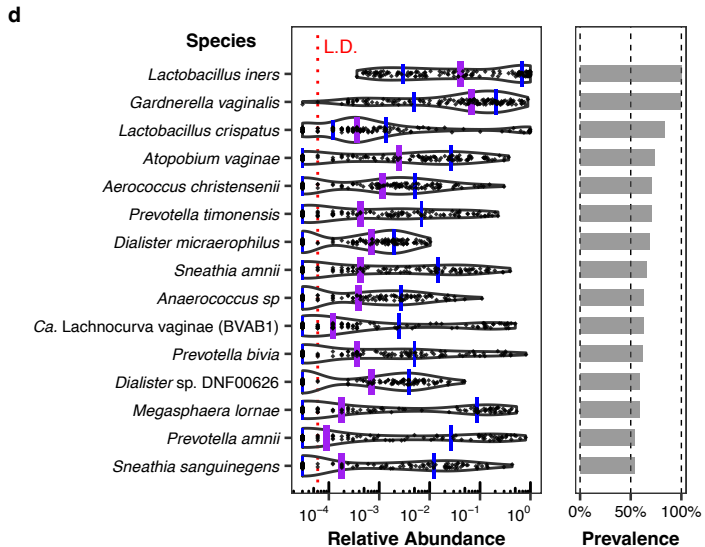 d
Species
L.D.
Lactobacillus iners
Gardnerella vaginalis
Lactobacillus crispatus
Atopobium vaginae
Aerococcus christensenii
Prevotella timonensis
Dialister micraerophilus
Sneathia amnii
Anaerococcus sp
Ca. Lachnocurva vaginae (BVAB1)
Prevotella bivia
Dialister sp. DNF00626
Megasphaera lornae
Prevotella amnii
Sneathia sanguinegens
10⁻⁴ 10⁻³ 10⁻² 10⁻¹ 10⁰
0% 50% 100%
Relative Abundance
Prevalence